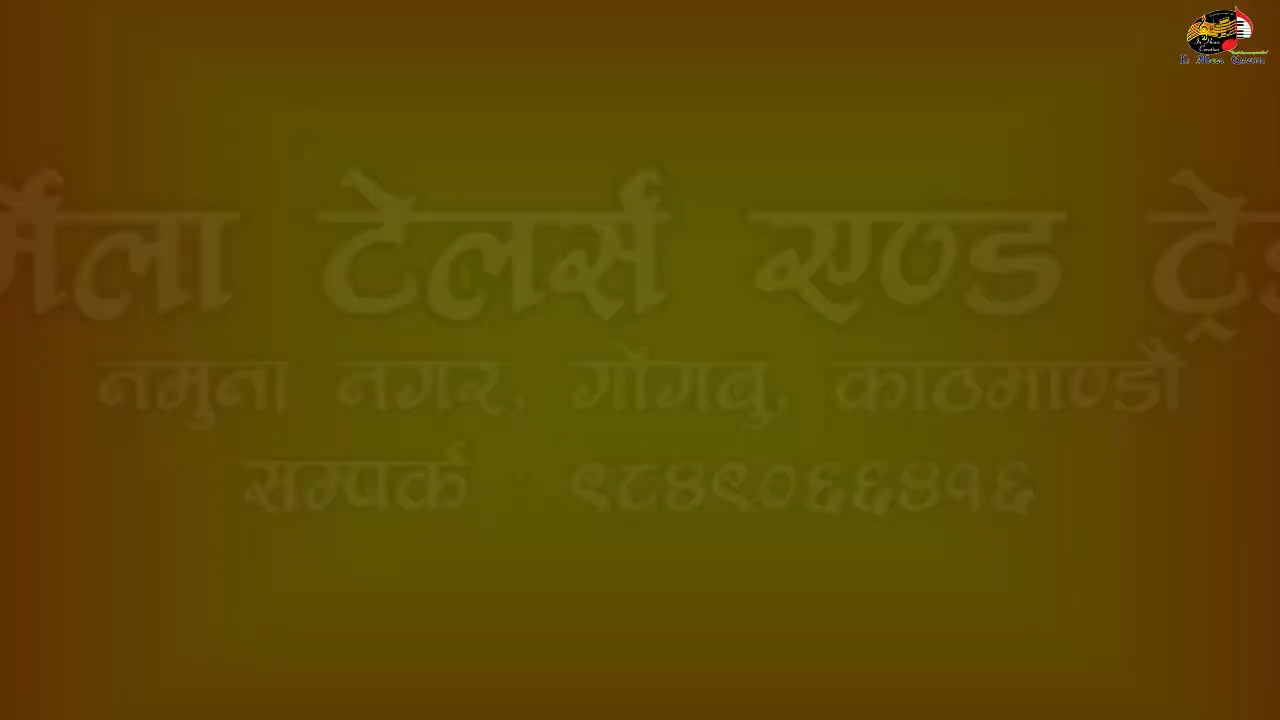 टेलर्स एण्ड
नमुना नगर, गोंगबु, काठमाण्डौ
सम्पर्क : ९८४९०६६४१६